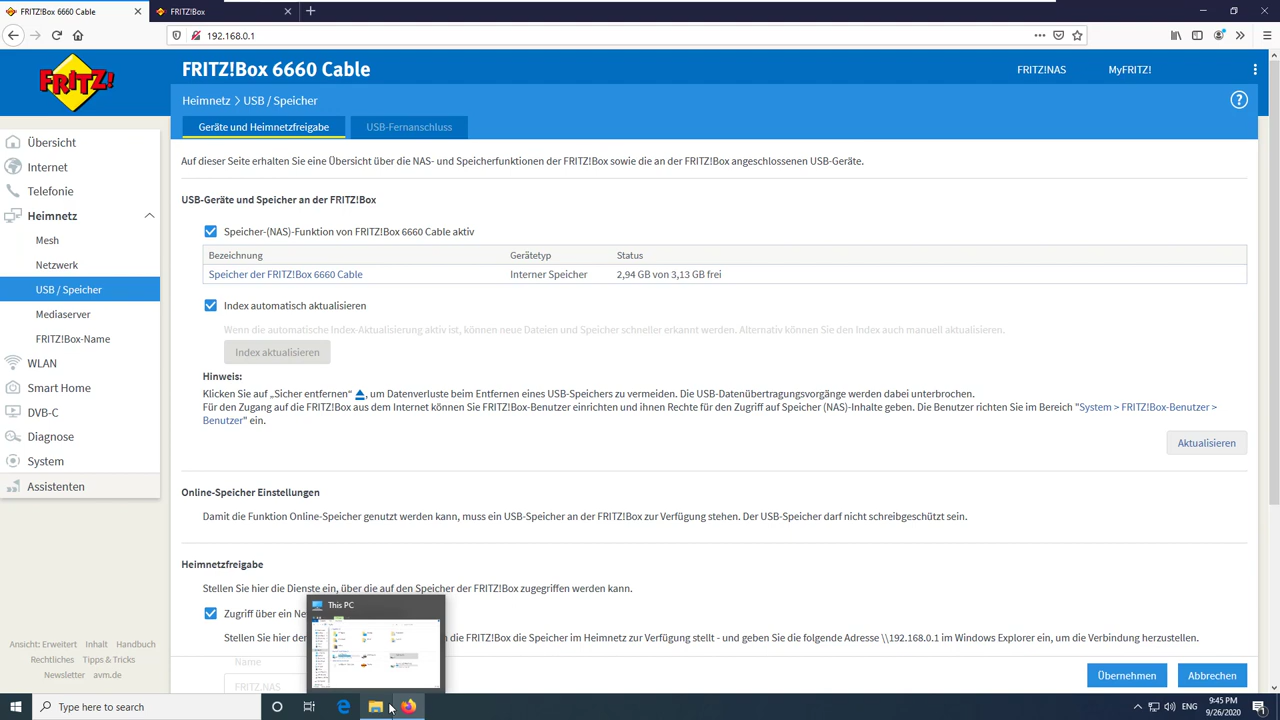 FRITZ!Box 6660 Cable
FRITZ!Box
192.168.0.1
FRITZ!
FRITZ!Box 6660 Cable
FRITZ!NAS
MyFRITZ!
Heimnetz > USB / Speicher
Geräte und Heimnetzfreigabe
USB-Fernanschluss
Übersicht
Internet
Telefonie
Heimnetz
Mesh
Netzwerk
USB / Speicher
Mediaserver
FRITZ!Box-Name
WLAN
Smart Home
DVB-C
Diagnose
System
Assistenten
Ansicht: Erweitert Inhalt Handbuch
Rechtliches Tipps & Tricks
Newsletter avm.de
Auf dieser Seite erhalten Sie eine Übersicht über die NAS- und Speicherfunktionen der FRITZ!Box sowie die an der FRITZ!Box angeschlossenen USB-Geräte.
USB-Geräte und Speicher an der FRITZ!Box
Speicher-(NAS)-Funktion von FRITZ!Box 6660 Cable aktiv
Bezeichnung Gerätetyp Status
Speicher der FRITZ!Box 6660 Cable Interner Speicher 2,94 GB von 3,13 GB frei
Index automatisch aktualisieren
Wenn die automatische Index-Aktualisierung aktiv ist, können neue Dateien und Speicher schneller erkannt werden. Alternativ können Sie den Index auch manuell aktualisieren.
Index aktualisieren
Hinweis:
Klicken Sie auf „Sicher entfernen" , um Datenverluste beim Entfernen eines USB-Speichers zu vermeiden. Die USB-Datenübertragungsvorgänge werden dabei unterbrochen.
Für den Zugang auf die FRITZ!Box aus dem Internet können Sie FRITZ!Box-Benutzer einrichten und ihnen Rechte für den Zugriff auf Speicher (NAS)-Inhalte geben. Die Benutzer richten Sie im Bereich "System > FRITZ!Box-Benutzer >
Benutzer" ein.
Aktualisieren
Online-Speicher Einstellungen
Damit die Funktion Online-Speicher genutzt werden kann, muss ein USB-Speicher an der FRITZ!Box zur Verfügung stehen. Der USB-Speicher darf nicht schreibgeschützt sein.
Heimnetzfreigabe
Stellen Sie hier die Dienste ein, über die auf den Speicher der FRITZ!Box zugegriffen werden kann.
Zugriff über ein Ne
Stellen Sie hier de
die FRITZ!Box die Speicher im Heimnetz zur Verfügung stellt - und geben Sie die folgende Adresse \\192.168.0.1 im Windows Explorer ein, um die Verbindung herzustellen.
Name
FRITZ.NAS
This PC
Übernehmen
Abbrechen
Type here to search
ENG
9:45 PM
9/26/2020
1